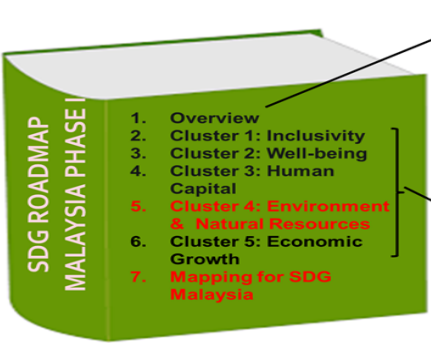 SDG ROADMAP
MALAYSIA PHASE I
1. Overview
2. Cluster 1: Inclusivity
3. Cluster 2: Well-being
4. Cluster 3: Human
Capital
5. Cluster 4: Environment
& Natural Resources
6. Cluster 5: Economic
Growth
7. Mapping for SDG
Malaysia